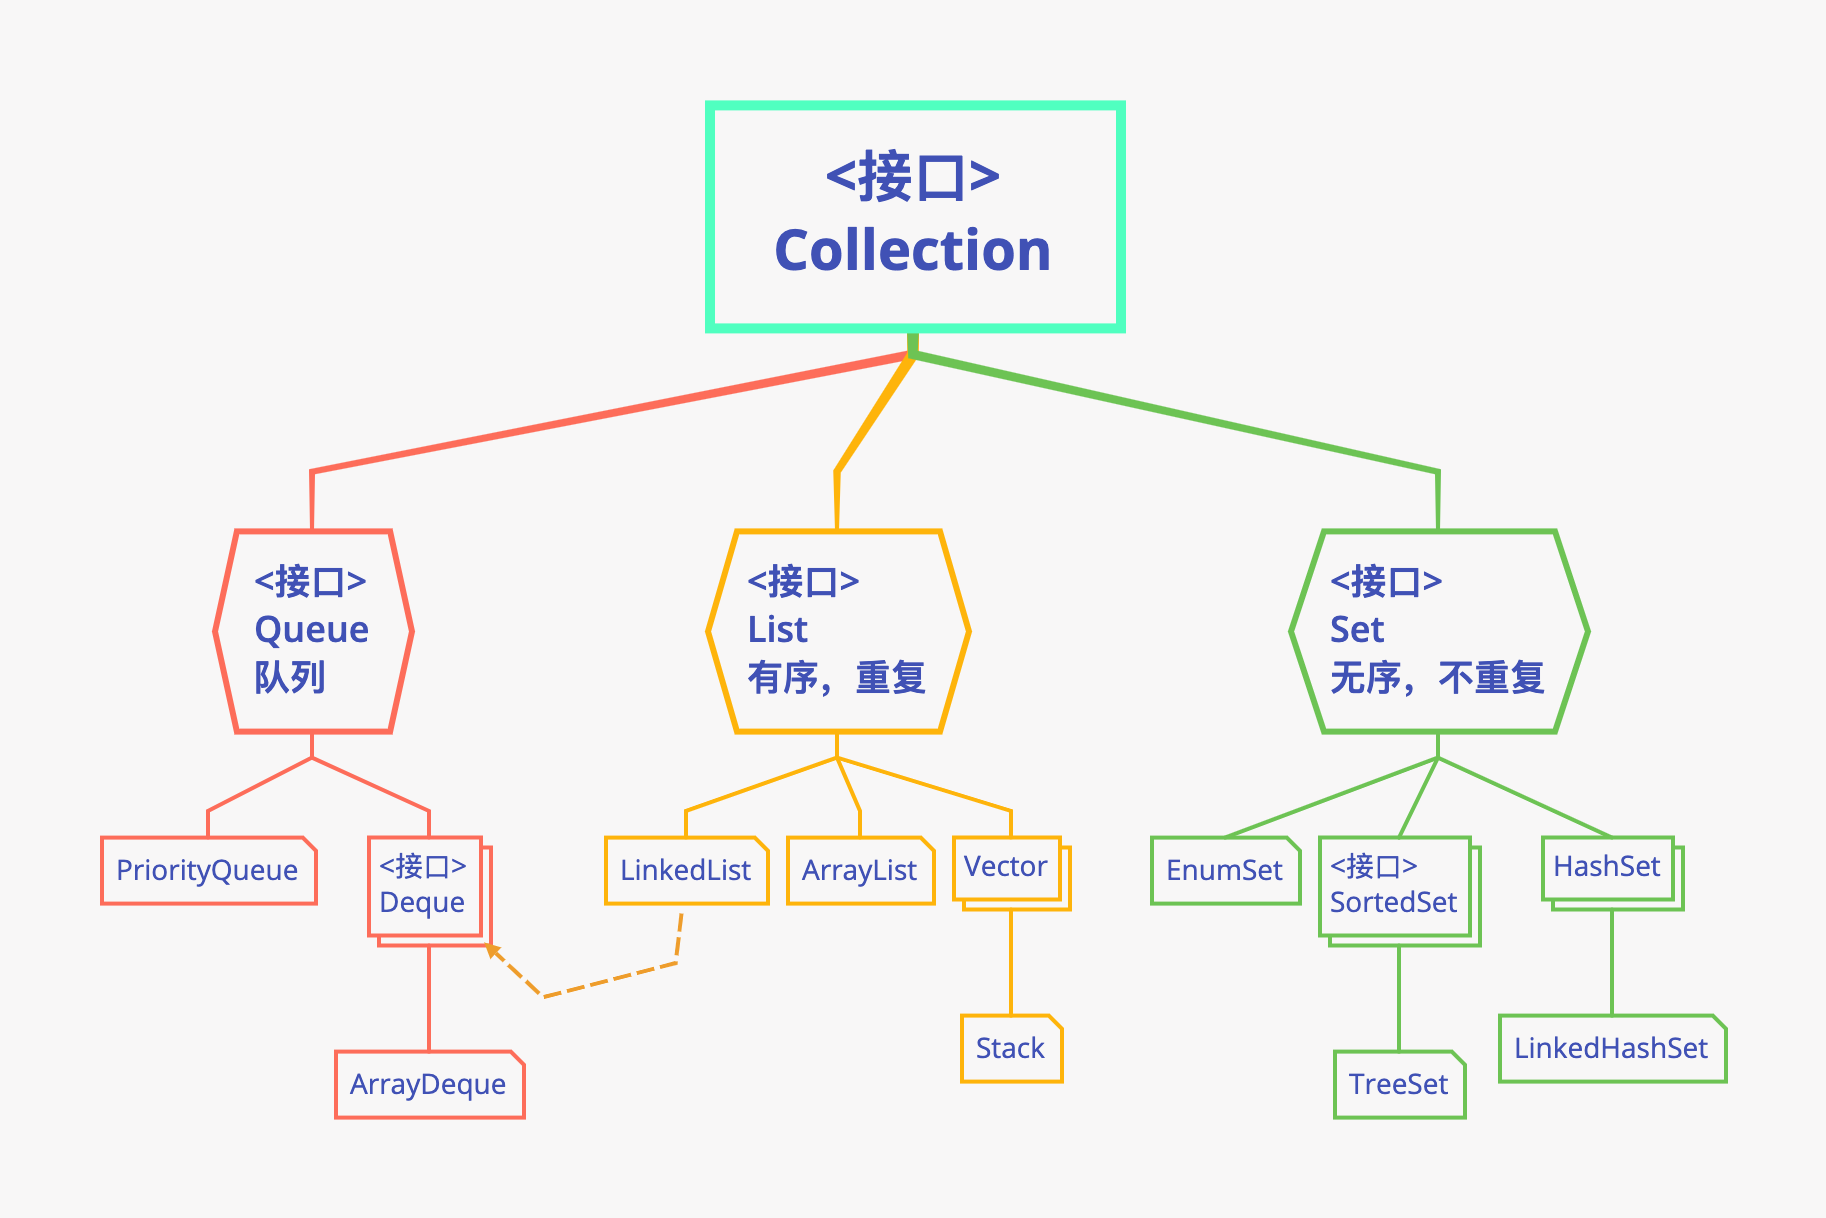 <接口>
Collection
<接口>
Queue
队列
<接口>
List
有序，重复
<接口>
Set
无序，不重复
PriorityQueue
<接口>
Deque
LinkedList
ArrayList
Vector
EnumSet
<接口>
SortedSet
HashSet
ArrayDeque
Stack
TreeSet
LinkedHashSet